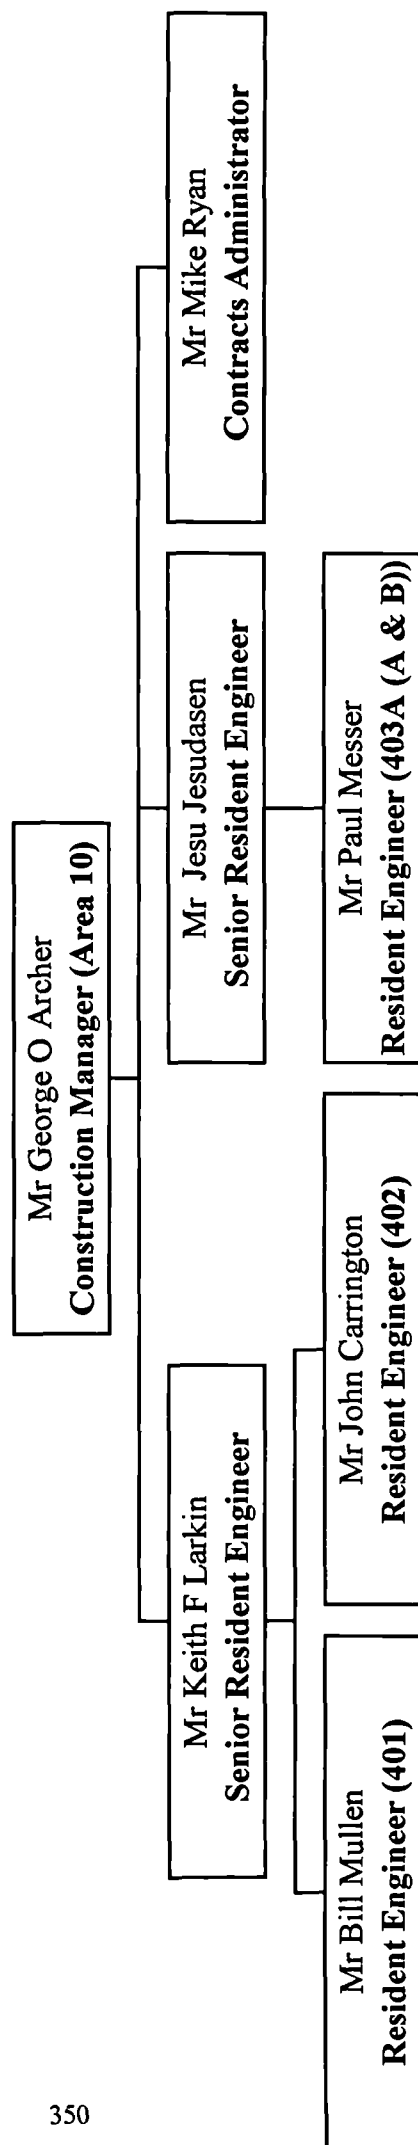 Mr George O Archer
Construction Manager (Area 10)
Mr Keith F Larkin
Senior Resident Engineer
Mr Jesu Jesudasen
Senior Resident Engineer
Mr Mike Ryan
Contracts Administrator
Mr Bill Mullen
Resident Engineer (401)
Mr John Carrington
Resident Engineer (402)
Mr Paul Messer
Resident Engineer (403A (A & B))
350